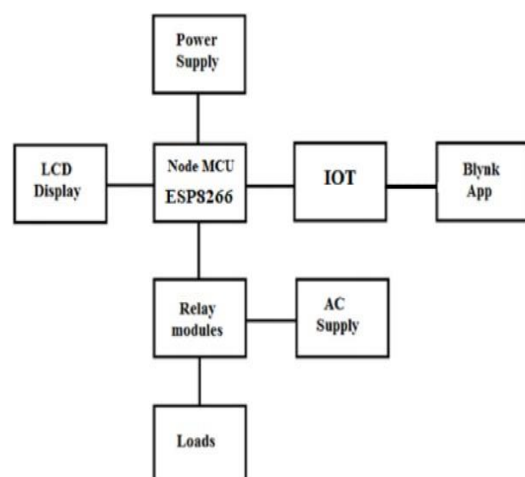 Power
Supply
LCD
Display
Node MCU
ESP8266
IOT
Blynk
App
Relay
modules
AC
Supply
Loads